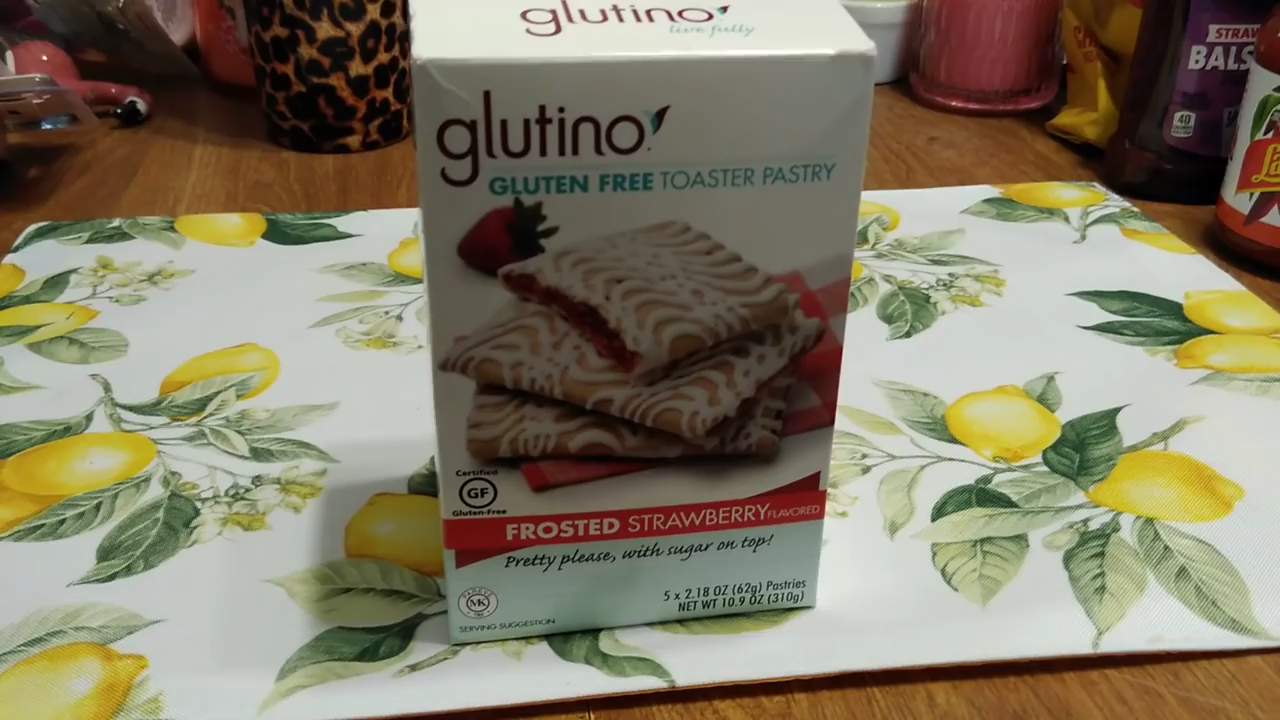 glutino
live fully
glutino
GLUTEN FREE TOASTER PASTRY
Certified
GF
Gluten-Free
FROSTED STRAWBERRY FLAVORED
Pretty please, with sugar on top!
MK
SERVING SUGGESTION
5 x 2.18 OZ (62g) Pastries
NET WT 10.9 OZ (310g)
STRAW
BALS
40
La